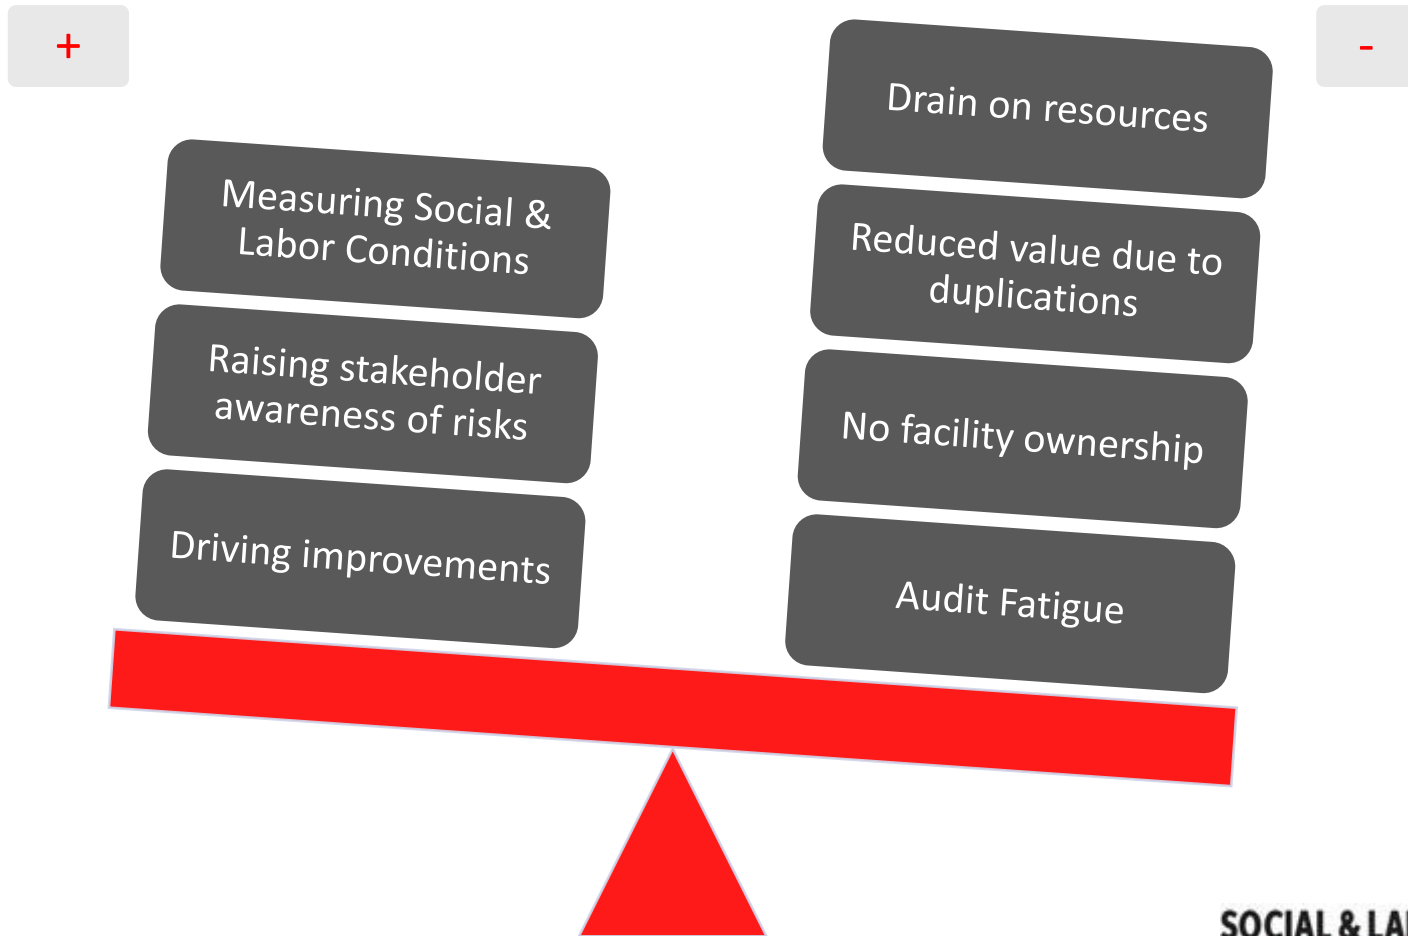 +
-
Measuring Social &
Labor Conditions
Raising stakeholder
awareness of risks
Driving improvements
Drain on resources
Reduced value due to
duplications
No facility ownership
Audit Fatigue
SOCIAL &